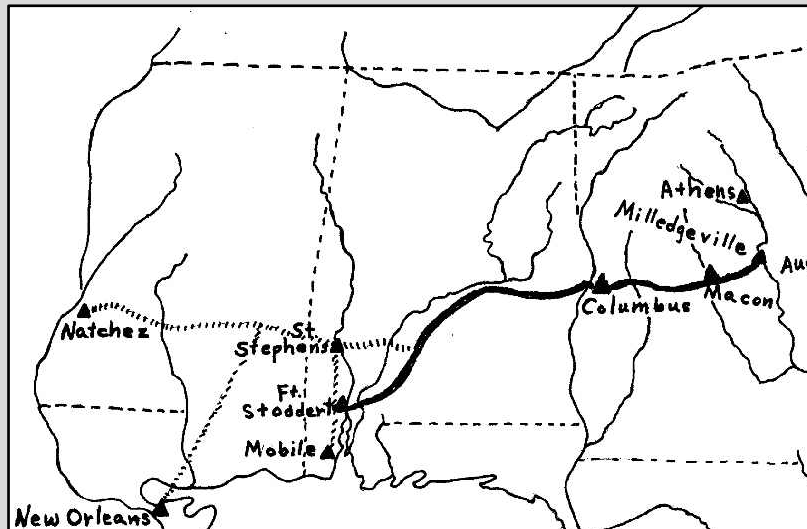 Athens
Milledgeville
Macon
Columbus
Natchez
St
Stephens
Ft.
Stoddert
Mobile
New Orleans